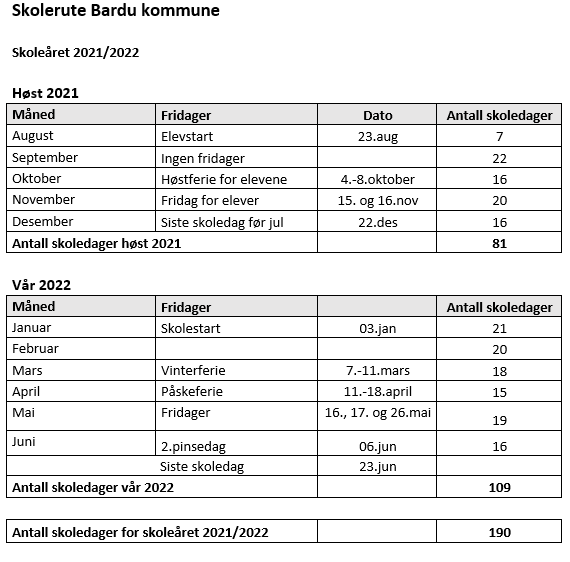 Skolerute Bardu kommune
Skoleåret 2021/2022
Høst 2021
Måned Fridager Dato Antall skoledager
August Elevstart 23.aug 7
September Ingen fridager 22
Oktober Høstferie for elevene 4.-8.oktober 16
November Fridag for elever 15. og 16.nov 20
Desember Siste skoledag før jul 22.des 16
Antall skoledager høst 2021 81
Vår 2022
Måned Fridager Antall skoledager
Januar Skolestart 03.jan 21
Februar 20
Mars Vinterferie 7.-11.mars 18
April Påskeferie 11.-18.april 15
Mai Fridager 16., 17. og 26.mai 19
Juni 2.pinsedag 06.jun 16
Siste skoledag 23.jun
Antall skoledager vår 2022 109
Antall skoledager for skoleåret 2021/2022 190